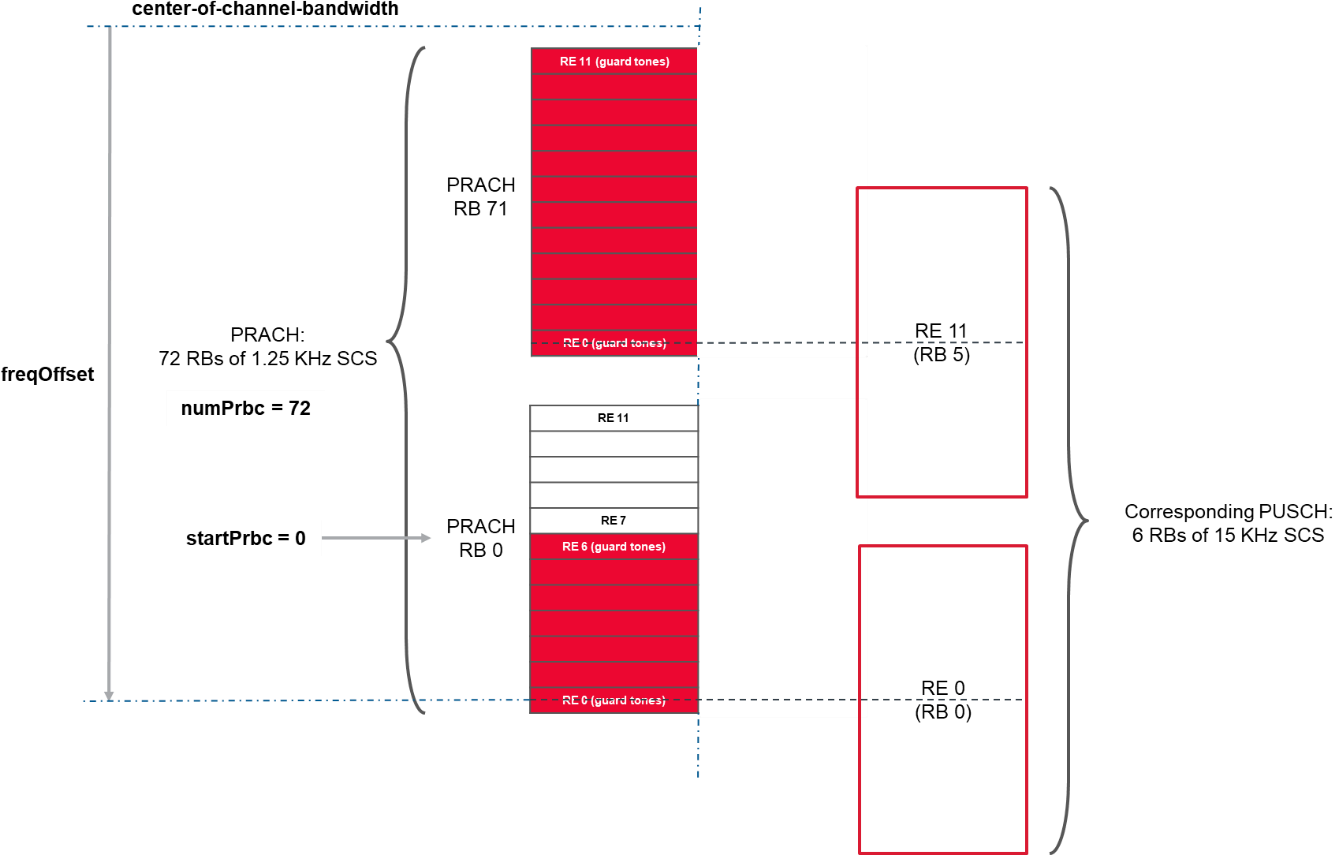 center-of-channel-bandwidth
RE 11 (guard tones)
PRACH
RB 71
RE 0 (guard tones)
PRACH:
72 RBs of 1.25 KHz SCS
freqOffset
numPrbc = 72
RE 11
(RB 5)
RE 11
RE 7
PRACH
RB 0
startPrbc = 0
RE 6 (guard tones)
RE 0 (guard tones)
Corresponding PUSCH:
6 RBs of 15 KHz SCS
RE 0
(RB 0)